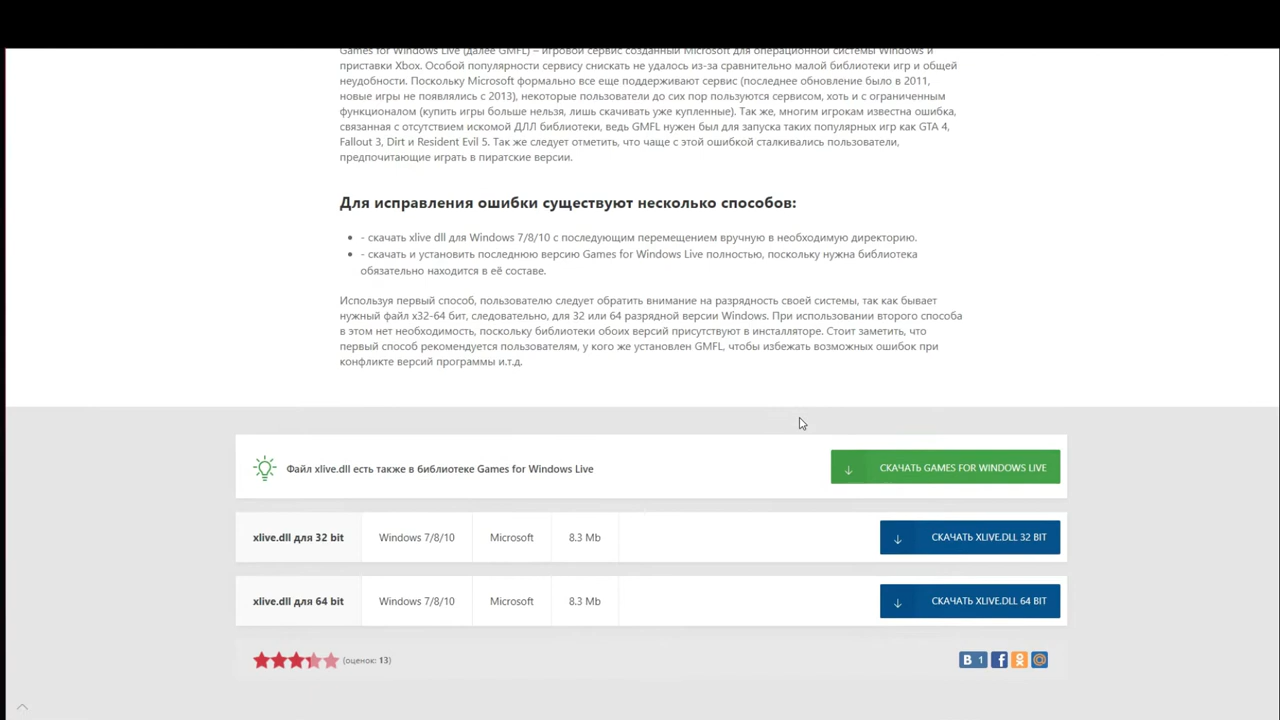 Games for Windows Live (далее GMFL) – игровой сервис созданный Microsoft для операционной системы Windows и
приставки Xbox. Особой популярности сервису снискать не удалось из-за сравнительно малой библиотеки игр и общей
неудобности. Поскольку Microsoft формально все еще поддерживают сервис (последнее обновление было в 2011,
новые игры не появлялись с 2013), некоторые пользователи до сих пор пользуются сервисом, хоть и с ограниченным
функционалом (купить игры больше нельзя, лишь скачивать уже купленные). Так же, многим игрокам известна ошибка,
связанная с отсутствием искомой ДЛЛ библиотеки, ведь GMFL нужен был для запуска таких популярных игр как GTA 4,
Fallout 3, Dirt и Resident Evil 5. Так же следует отметить, что чаще с этой ошибкой сталкивались пользователи,
предпочитающие играть в пиратские версии.
Для исправления ошибки существуют несколько способов:
- скачать xlive dll для Windows 7/8/10 с последующим перемещением вручную в необходимую директорию.
- скачать и установить последнюю версию Games for Windows Live полностью, поскольку нужна библиотека
обязательно находится в её составе.
Используя первый способ, пользователю следует обратить внимание на разрядность своей системы, так как бывает
нужный файл x32-64 бит, следовательно, для 32 или 64 разрядной версии Windows. При использовании второго способа
в этом нет необходимость, поскольку библиотеки обоих версий присутствуют в инсталляторе. Стоит заметить, что
первый способ рекомендуется пользователям, у кого же установлен GMFL, чтобы избежать возможных ошибок при
конфликте версий программы и.т.д.
Файл xlive.dll есть также в библиотеке Games for Windows Live
СКАЧАТЬ GAMES FOR WINDOWS LIVE
xlive.dll для 32 bit Windows 7/8/10 Microsoft 8.3 Mb СКАЧАТЬ XLIVE.DLL 32 BIT
xlive.dll для 64 bit Windows 7/8/10 Microsoft 8.3 Mb СКАЧАТЬ XLIVE.DLL 64 BIT
(оценок: 13)
B 1